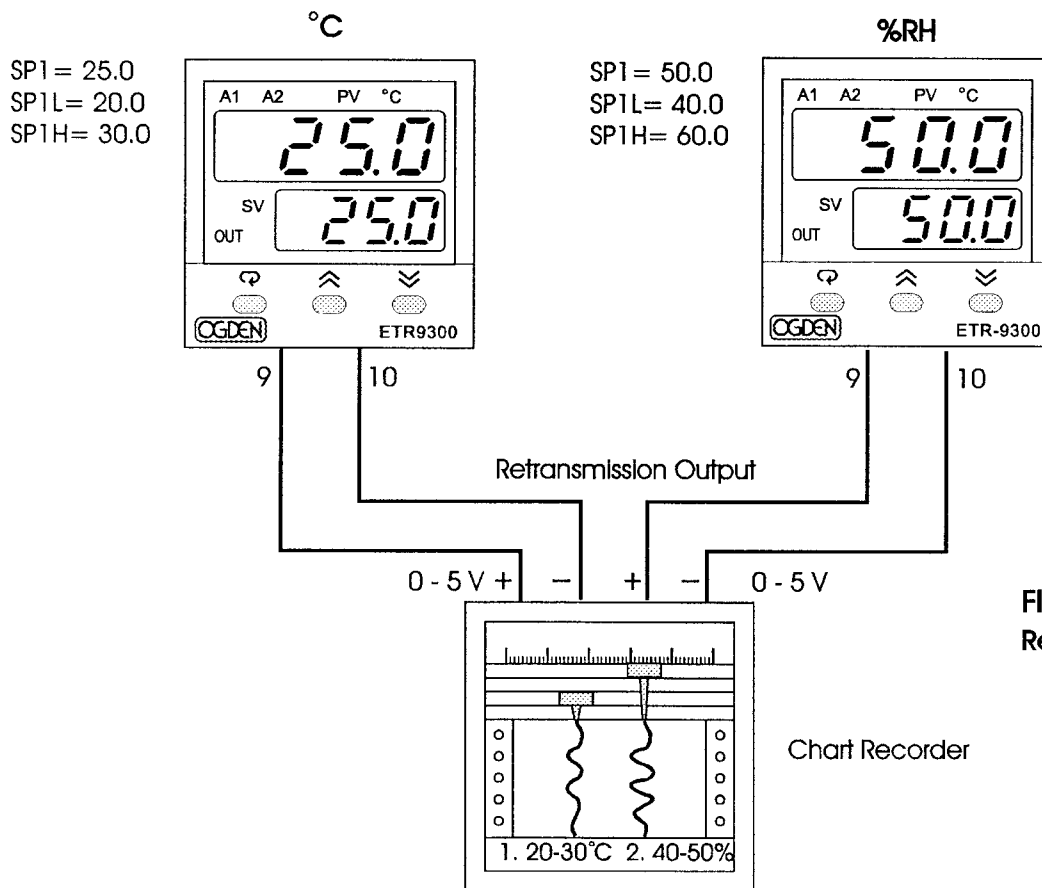 °C
SP1= 25.0
SP1L= 20.0
SP1H= 30.0
A1 A2 PV °C
25.0
SV
25.0
OUT
OGDEN
ETR9300
9
10
%RH
SP1 = 50.0
SP1L= 40.0
SP1H= 60.0
A1 A2 PV °C
50.0
SV
50.0
OUT
OGDEN
ETR-9300
9
10
Retransmission Output
0 - 5 V + − + − 0 - 5 V
Chart Recorder
1. 20-30°C 2. 40-50%